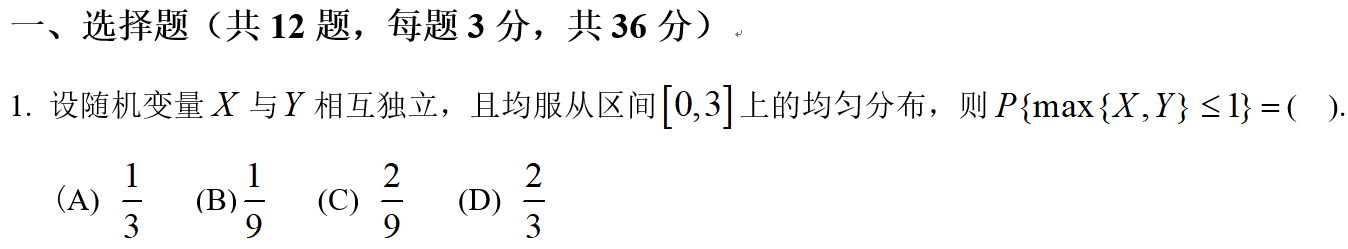 一、选择题（共 12 题，每题 3 分，共 36 分）
1. 设随机变量 X 与 Y 相互独立，且均服从区间 [0,3] 上的均匀分布，则 P{max{X,Y} ≤ 1} = (   ).
(A) 1/3 (B) 1/9 (C) 2/9 (D) 2/3